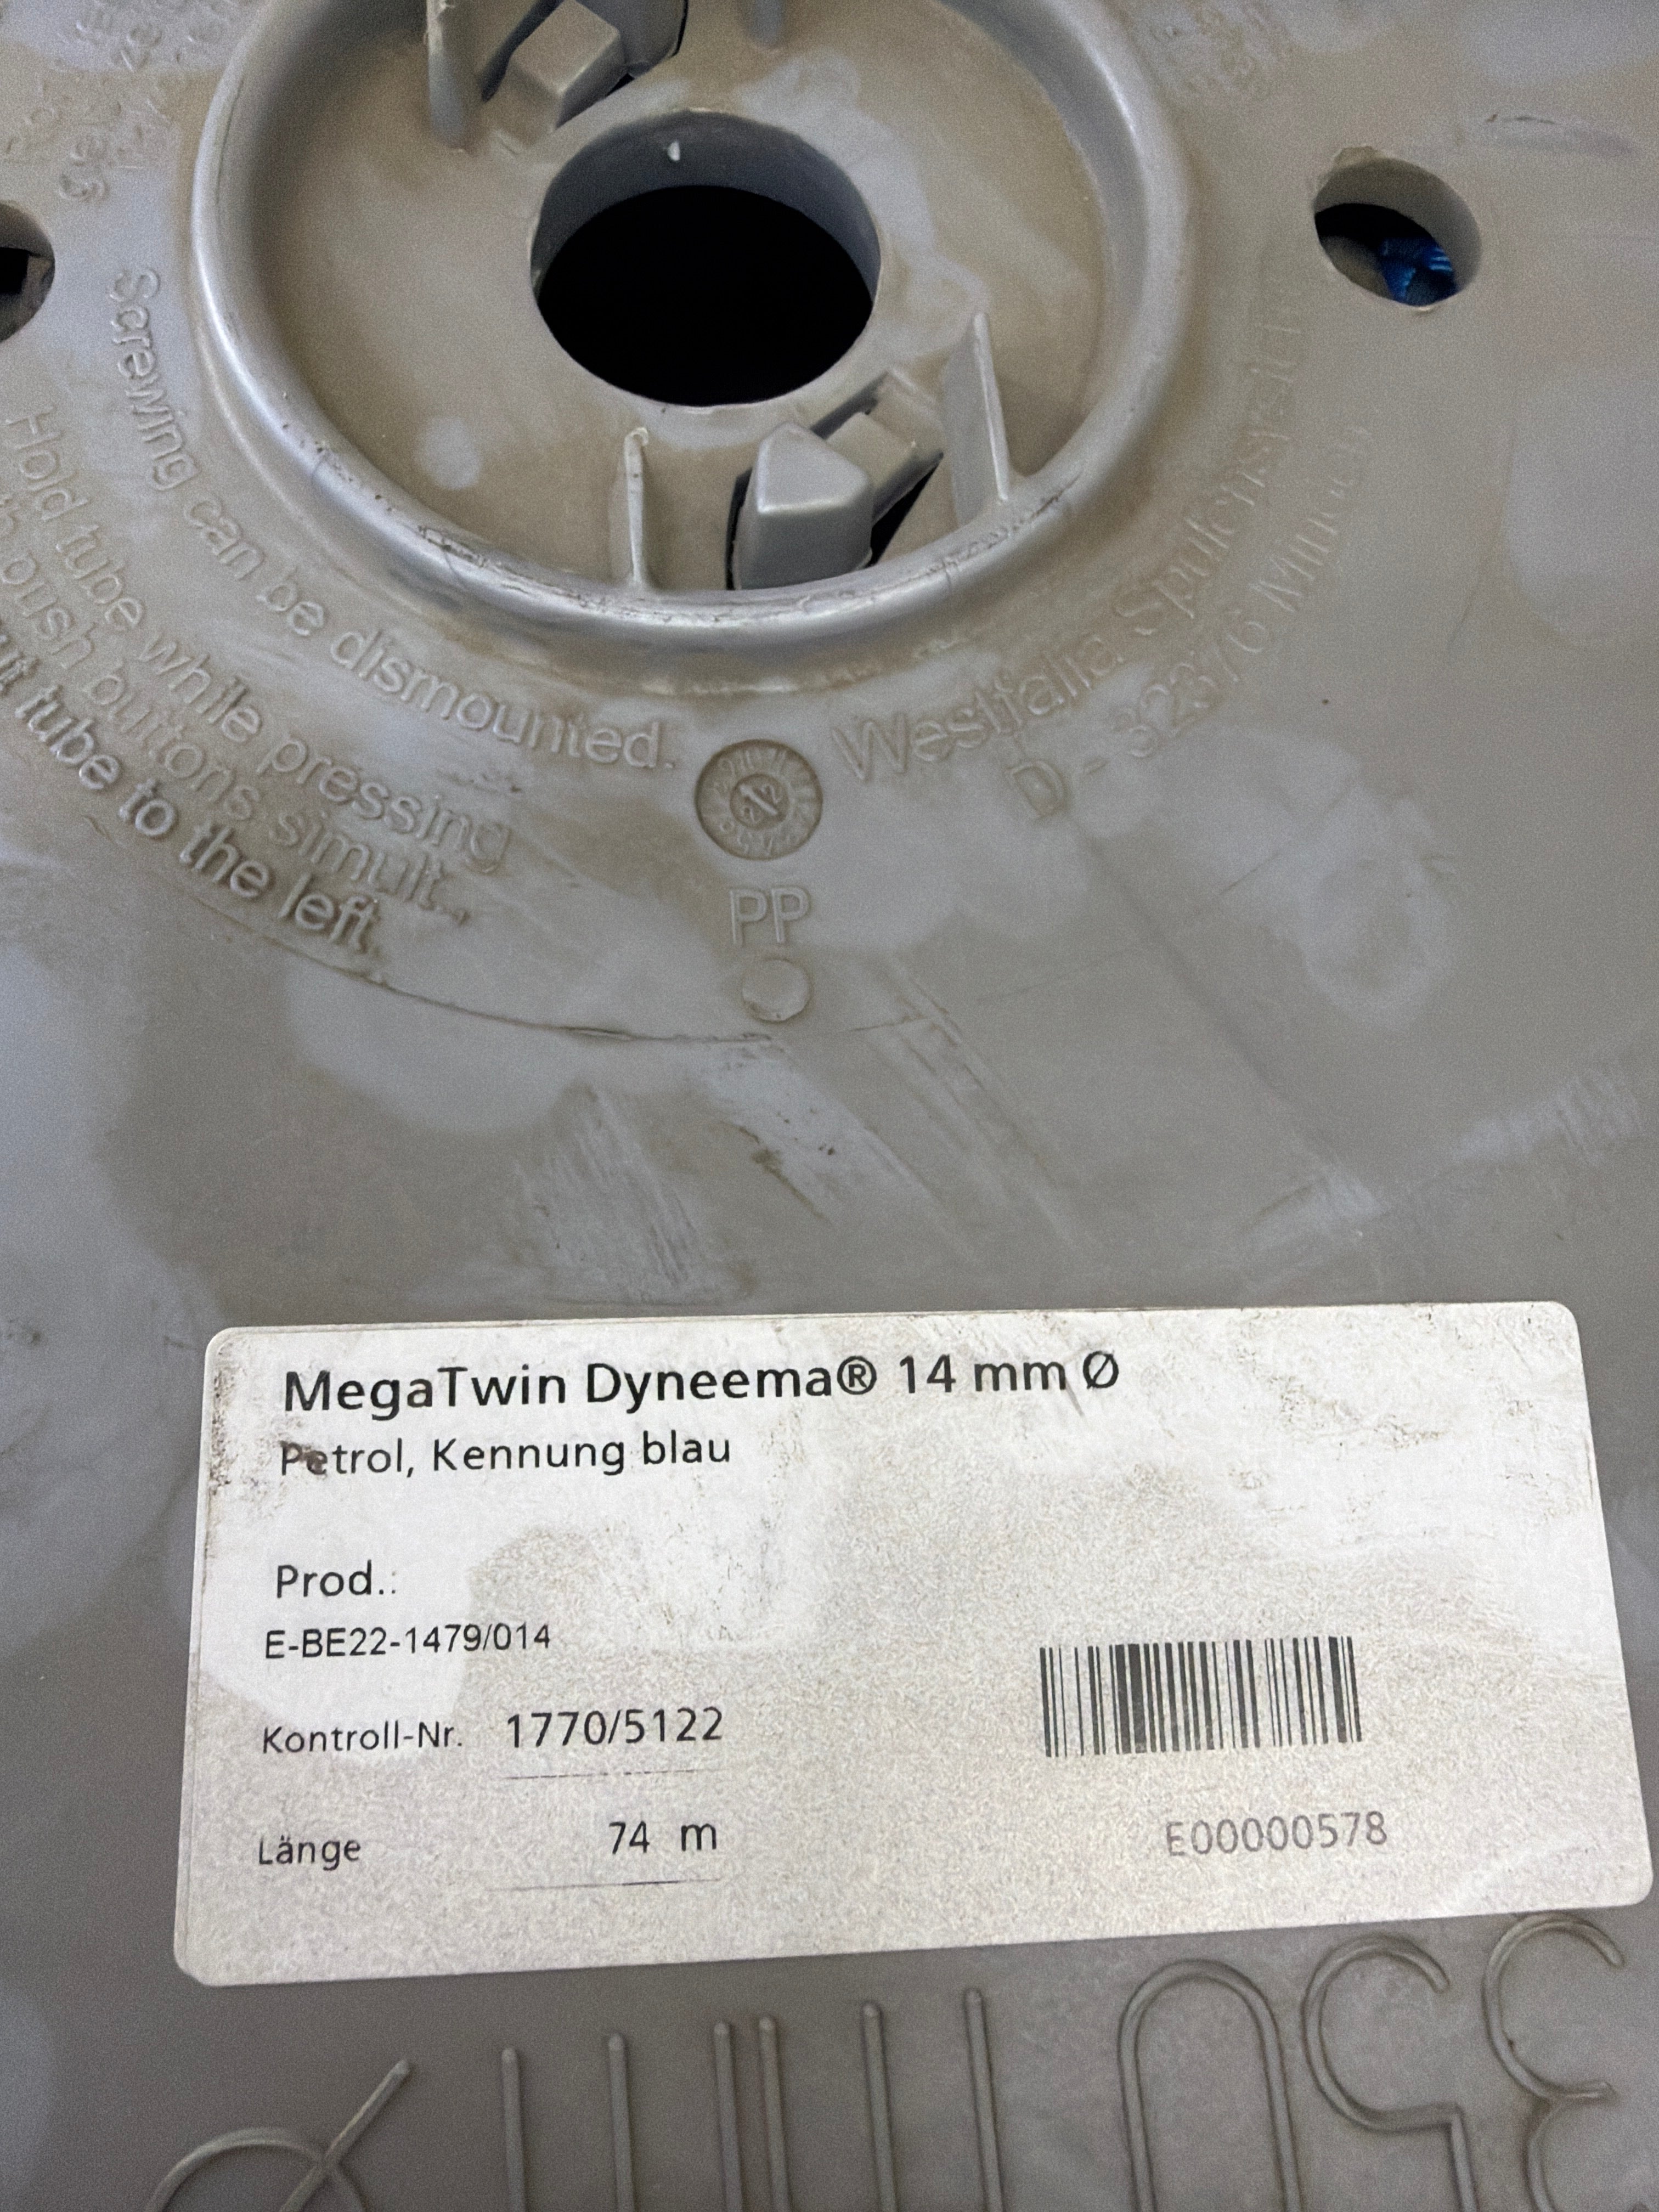 Screwing can be dismounted.
Hold tube while pressing
push buttons simult.,
tube to the left.
Westfalia
D - 32376
PP
MegaTwin Dyneema® 14 mm Ø
Petrol, Kennung blau
Prod.:
E-BE22-1479/014
Kontroll-Nr. 1770/5122
Länge 74 m
E00000578